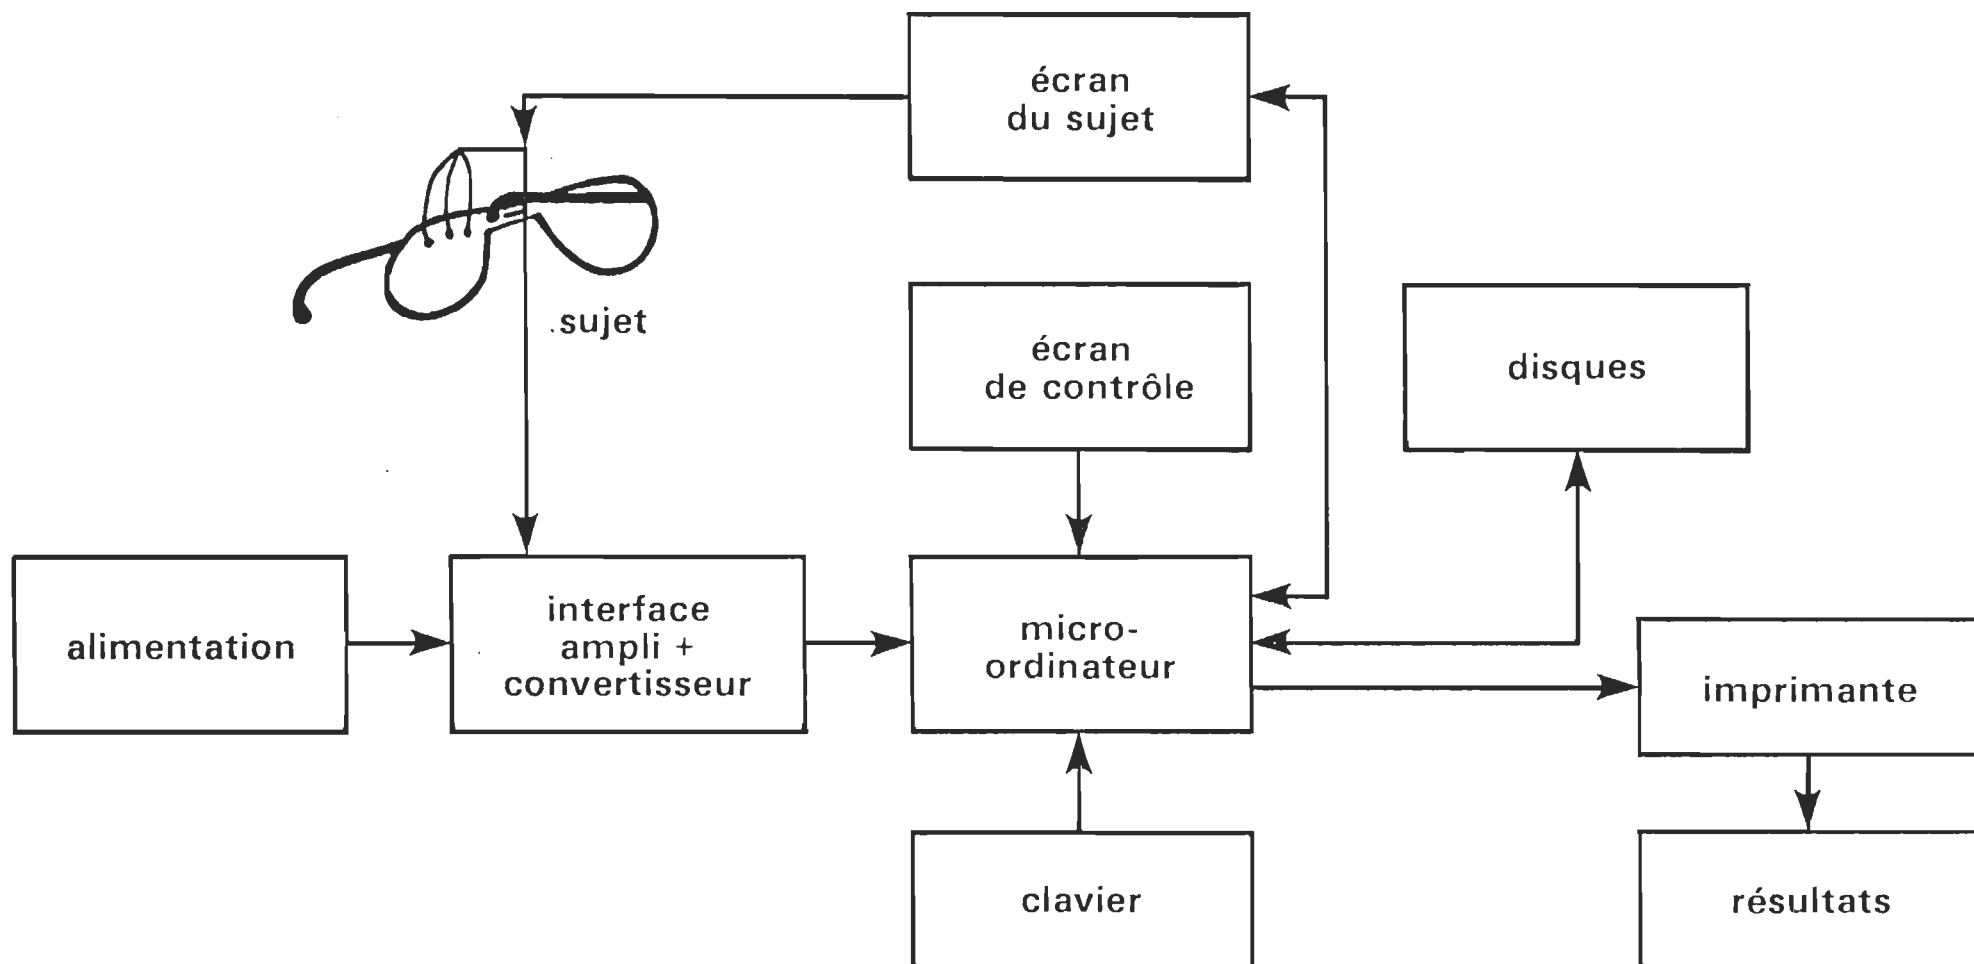 écran
du sujet
sujet
écran
de contrôle
disques
alimentation
interface
ampli +
convertisseur
micro-
ordinateur
imprimante
clavier
résultats